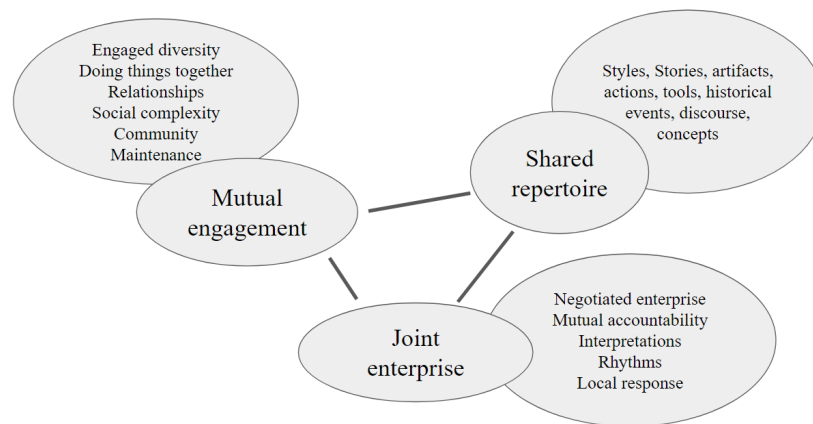 Engaged diversity
Doing things together
Relationships
Social complexity
Community
Maintenance
Mutual
engagement
Styles, Stories, artifacts,
actions, tools, historical
events, discourse,
concepts
Shared
repertoire
Joint
enterprise
Negotiated enterprise
Mutual accountability
Interpretations
Rhythms
Local response